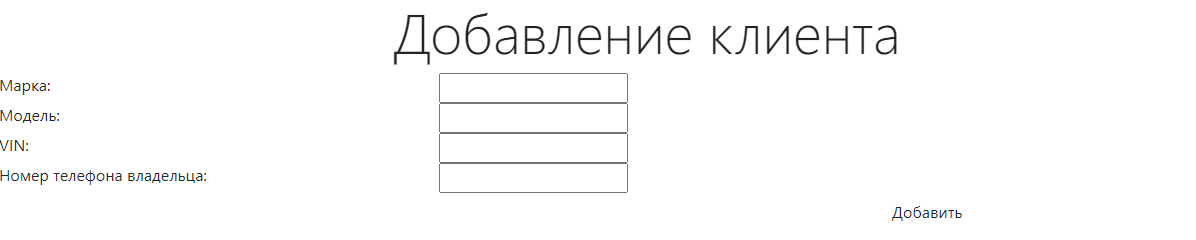 Добавление клиента
Марка:
Модель:
VIN:
Номер телефона владельца:
Добавить